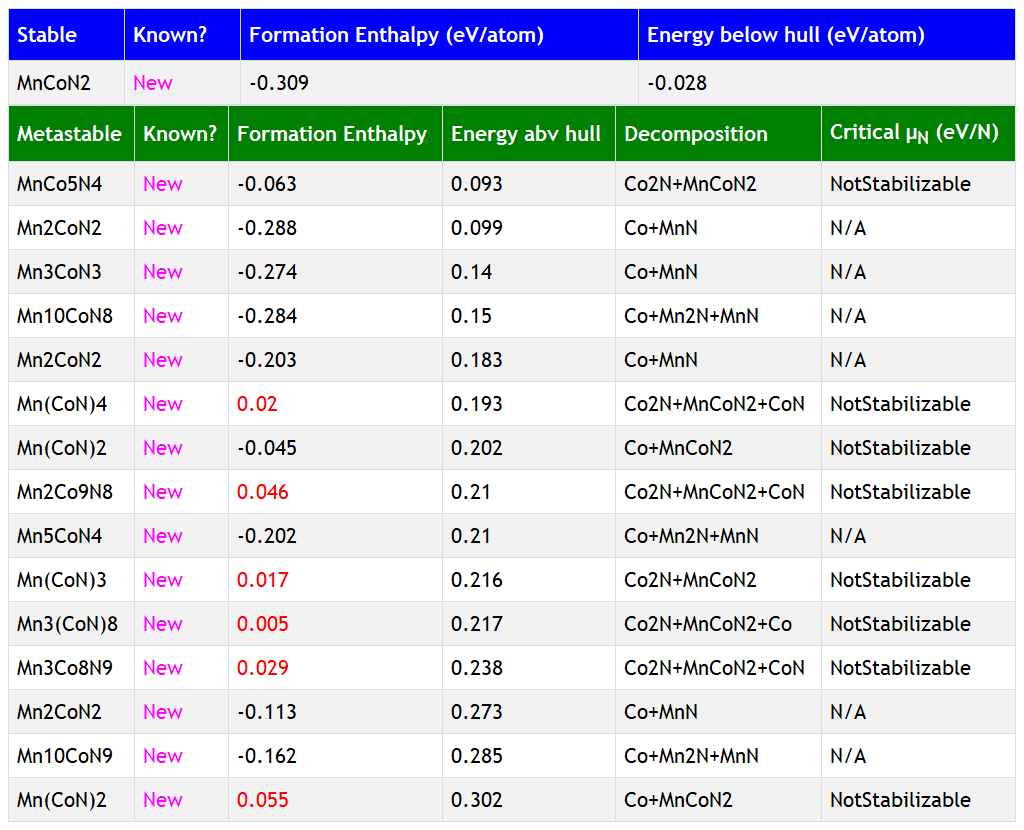 Stable Known? Formation Enthalpy (eV/atom) Energy below hull (eV/atom)
MnCoN2 New -0.309 -0.028
Metastable Known? Formation Enthalpy Energy abv hull Decomposition Critical μN (eV/N)
MnCo5N4 New -0.063 0.093 Co2N+MnCoN2 NotStabilizable
Mn2CoN2 New -0.288 0.099 Co+MnN N/A
Mn3CoN3 New -0.274 0.14 Co+MnN N/A
Mn10CoN8 New -0.284 0.15 Co+Mn2N+MnN N/A
Mn2CoN2 New -0.203 0.183 Co+MnN N/A
Mn(CoN)4 New 0.02 0.193 Co2N+MnCoN2+CoN NotStabilizable
Mn(CoN)2 New -0.045 0.202 Co+MnCoN2 NotStabilizable
Mn2Co9N8 New 0.046 0.21 Co2N+MnCoN2+CoN NotStabilizable
Mn5CoN4 New -0.202 0.21 Co+Mn2N+MnN N/A
Mn(CoN)3 New 0.017 0.216 Co2N+MnCoN2 NotStabilizable
Mn3(CoN)8 New 0.005 0.217 Co2N+MnCoN2+Co NotStabilizable
Mn3Co8N9 New 0.029 0.238 Co2N+MnCoN2+CoN NotStabilizable
Mn2CoN2 New -0.113 0.273 Co+MnN N/A
Mn10CoN9 New -0.162 0.285 Co+Mn2N+MnN N/A
Mn(CoN)2 New 0.055 0.302 Co+MnCoN2 NotStabilizable